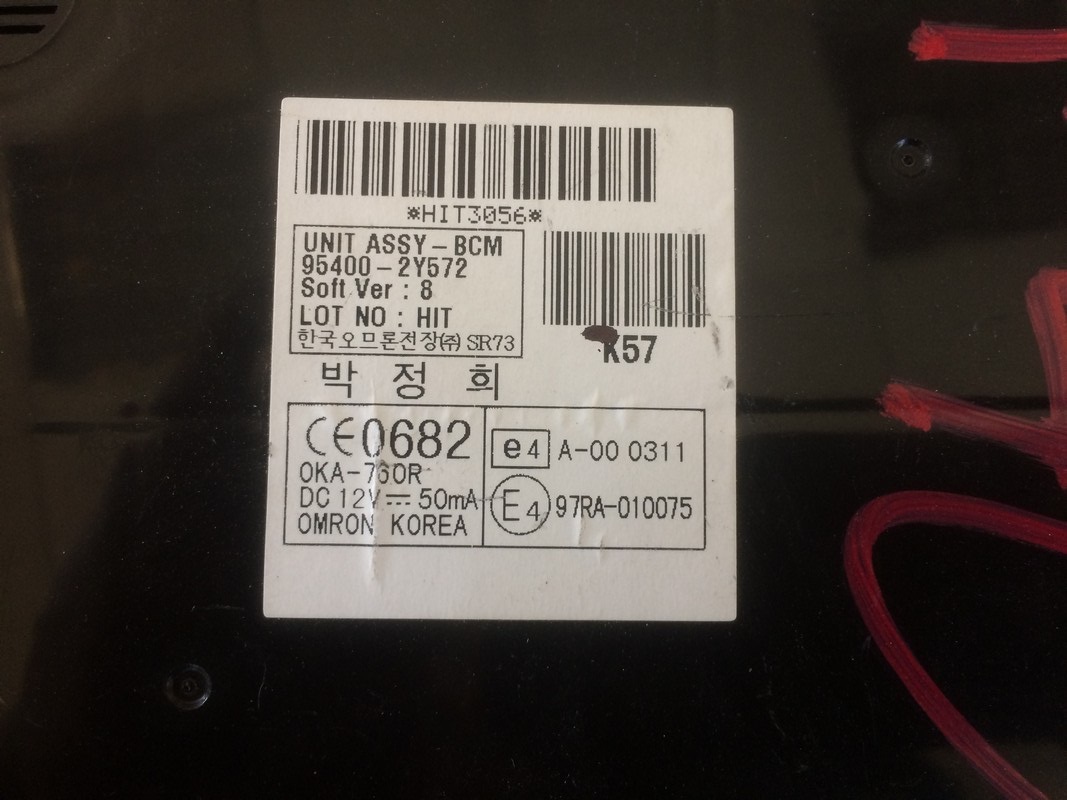 *HIT3056*
UNIT ASSY-BCM
95400-2Y572
Soft Ver : 8
LOT NO : HIT
한국오므론전장(주) SR73
K57
박 정 희
CE0682
OKA-760R
DC 12V ⎓ 50mA
OMRON KOREA
e4 A-00 0311
E4 97RA-010075